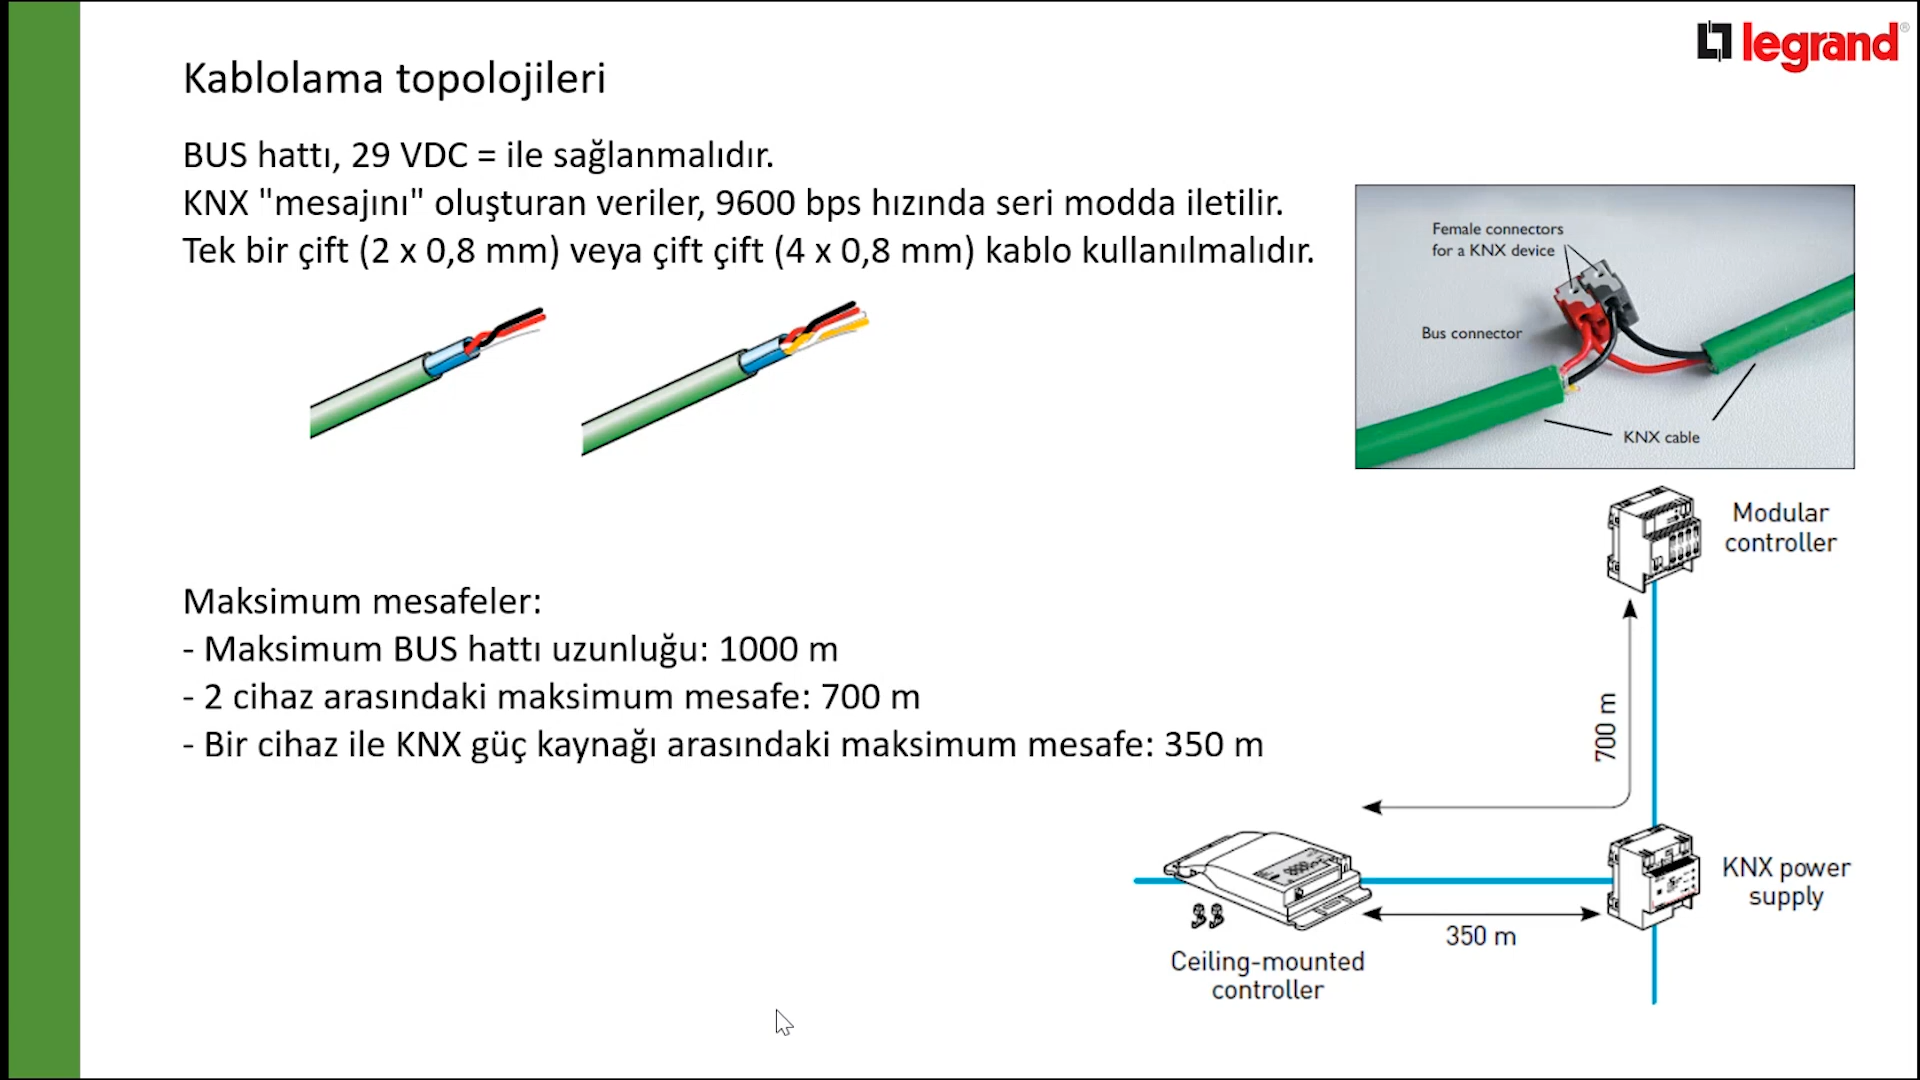 legrand®
Kablolama topolojileri
BUS hattı, 29 VDC = ile sağlanmalıdır.
KNX "mesajını" oluşturan veriler, 9600 bps hızında seri modda iletilir.
Tek bir çift (2 x 0,8 mm) veya çift çift (4 x 0,8 mm) kablo kullanılmalıdır.
Female connectors
for a KNX device
Bus connector
KNX cable
Modular
controller
Maksimum mesafeler:
- Maksimum BUS hattı uzunluğu: 1000 m
- 2 cihaz arasındaki maksimum mesafe: 700 m
- Bir cihaz ile KNX güç kaynağı arasındaki maksimum mesafe: 350 m
700 m
KNX power
supply
350 m
Ceiling-mounted
controller